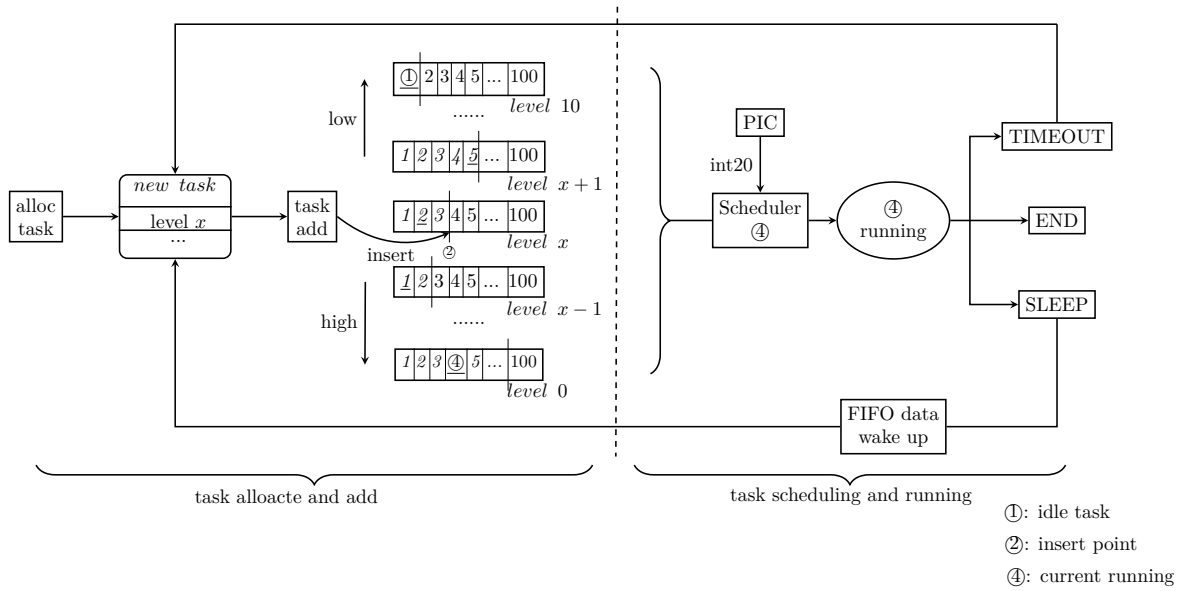 ① 2 3 4 5 ... 100
level 10
low
......
PIC
TIMEOUT
int20
1 2 3 4 5 ... 100
level x + 1
new task
level x
...
alloc
task
task
add
1 2 3 4 5 ... 100
level x
insert
②
Scheduler
④
④
running
END
1 2 3 4 5 ... 100
level x − 1
high
......
SLEEP
1 2 3 ④ 5 ... 100
level 0
FIFO data
wake up
task alloacte and add
task scheduling and running
①: idle task
②: insert point
④: current running